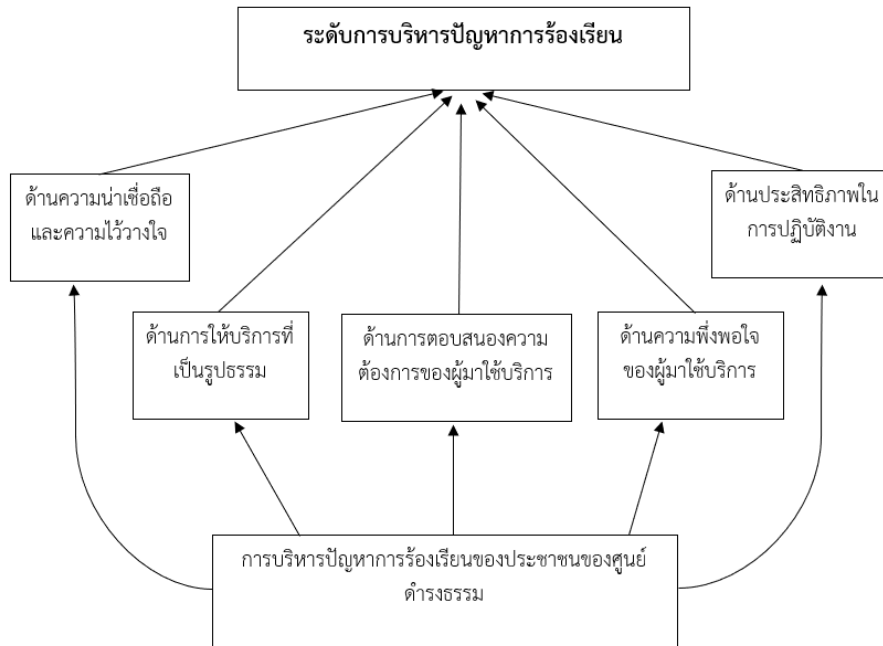 ระดับการบริหารปัญหาการร้องเรียน
ด้านความน่าเชื่อถือ
และความไว้วางใจ
ด้านประสิทธิภาพใน
การปฏิบัติงาน
ด้านการให้บริการที่
เป็นรูปธรรม
ด้านการตอบสนองความ
ต้องการของผู้มาใช้บริการ
ด้านความพึ่งพอใจ
ของผู้มาใช้บริการ
การบริหารปัญหาการร้องเรียนของประชาชนของศูนย์
ดำรงธรรม